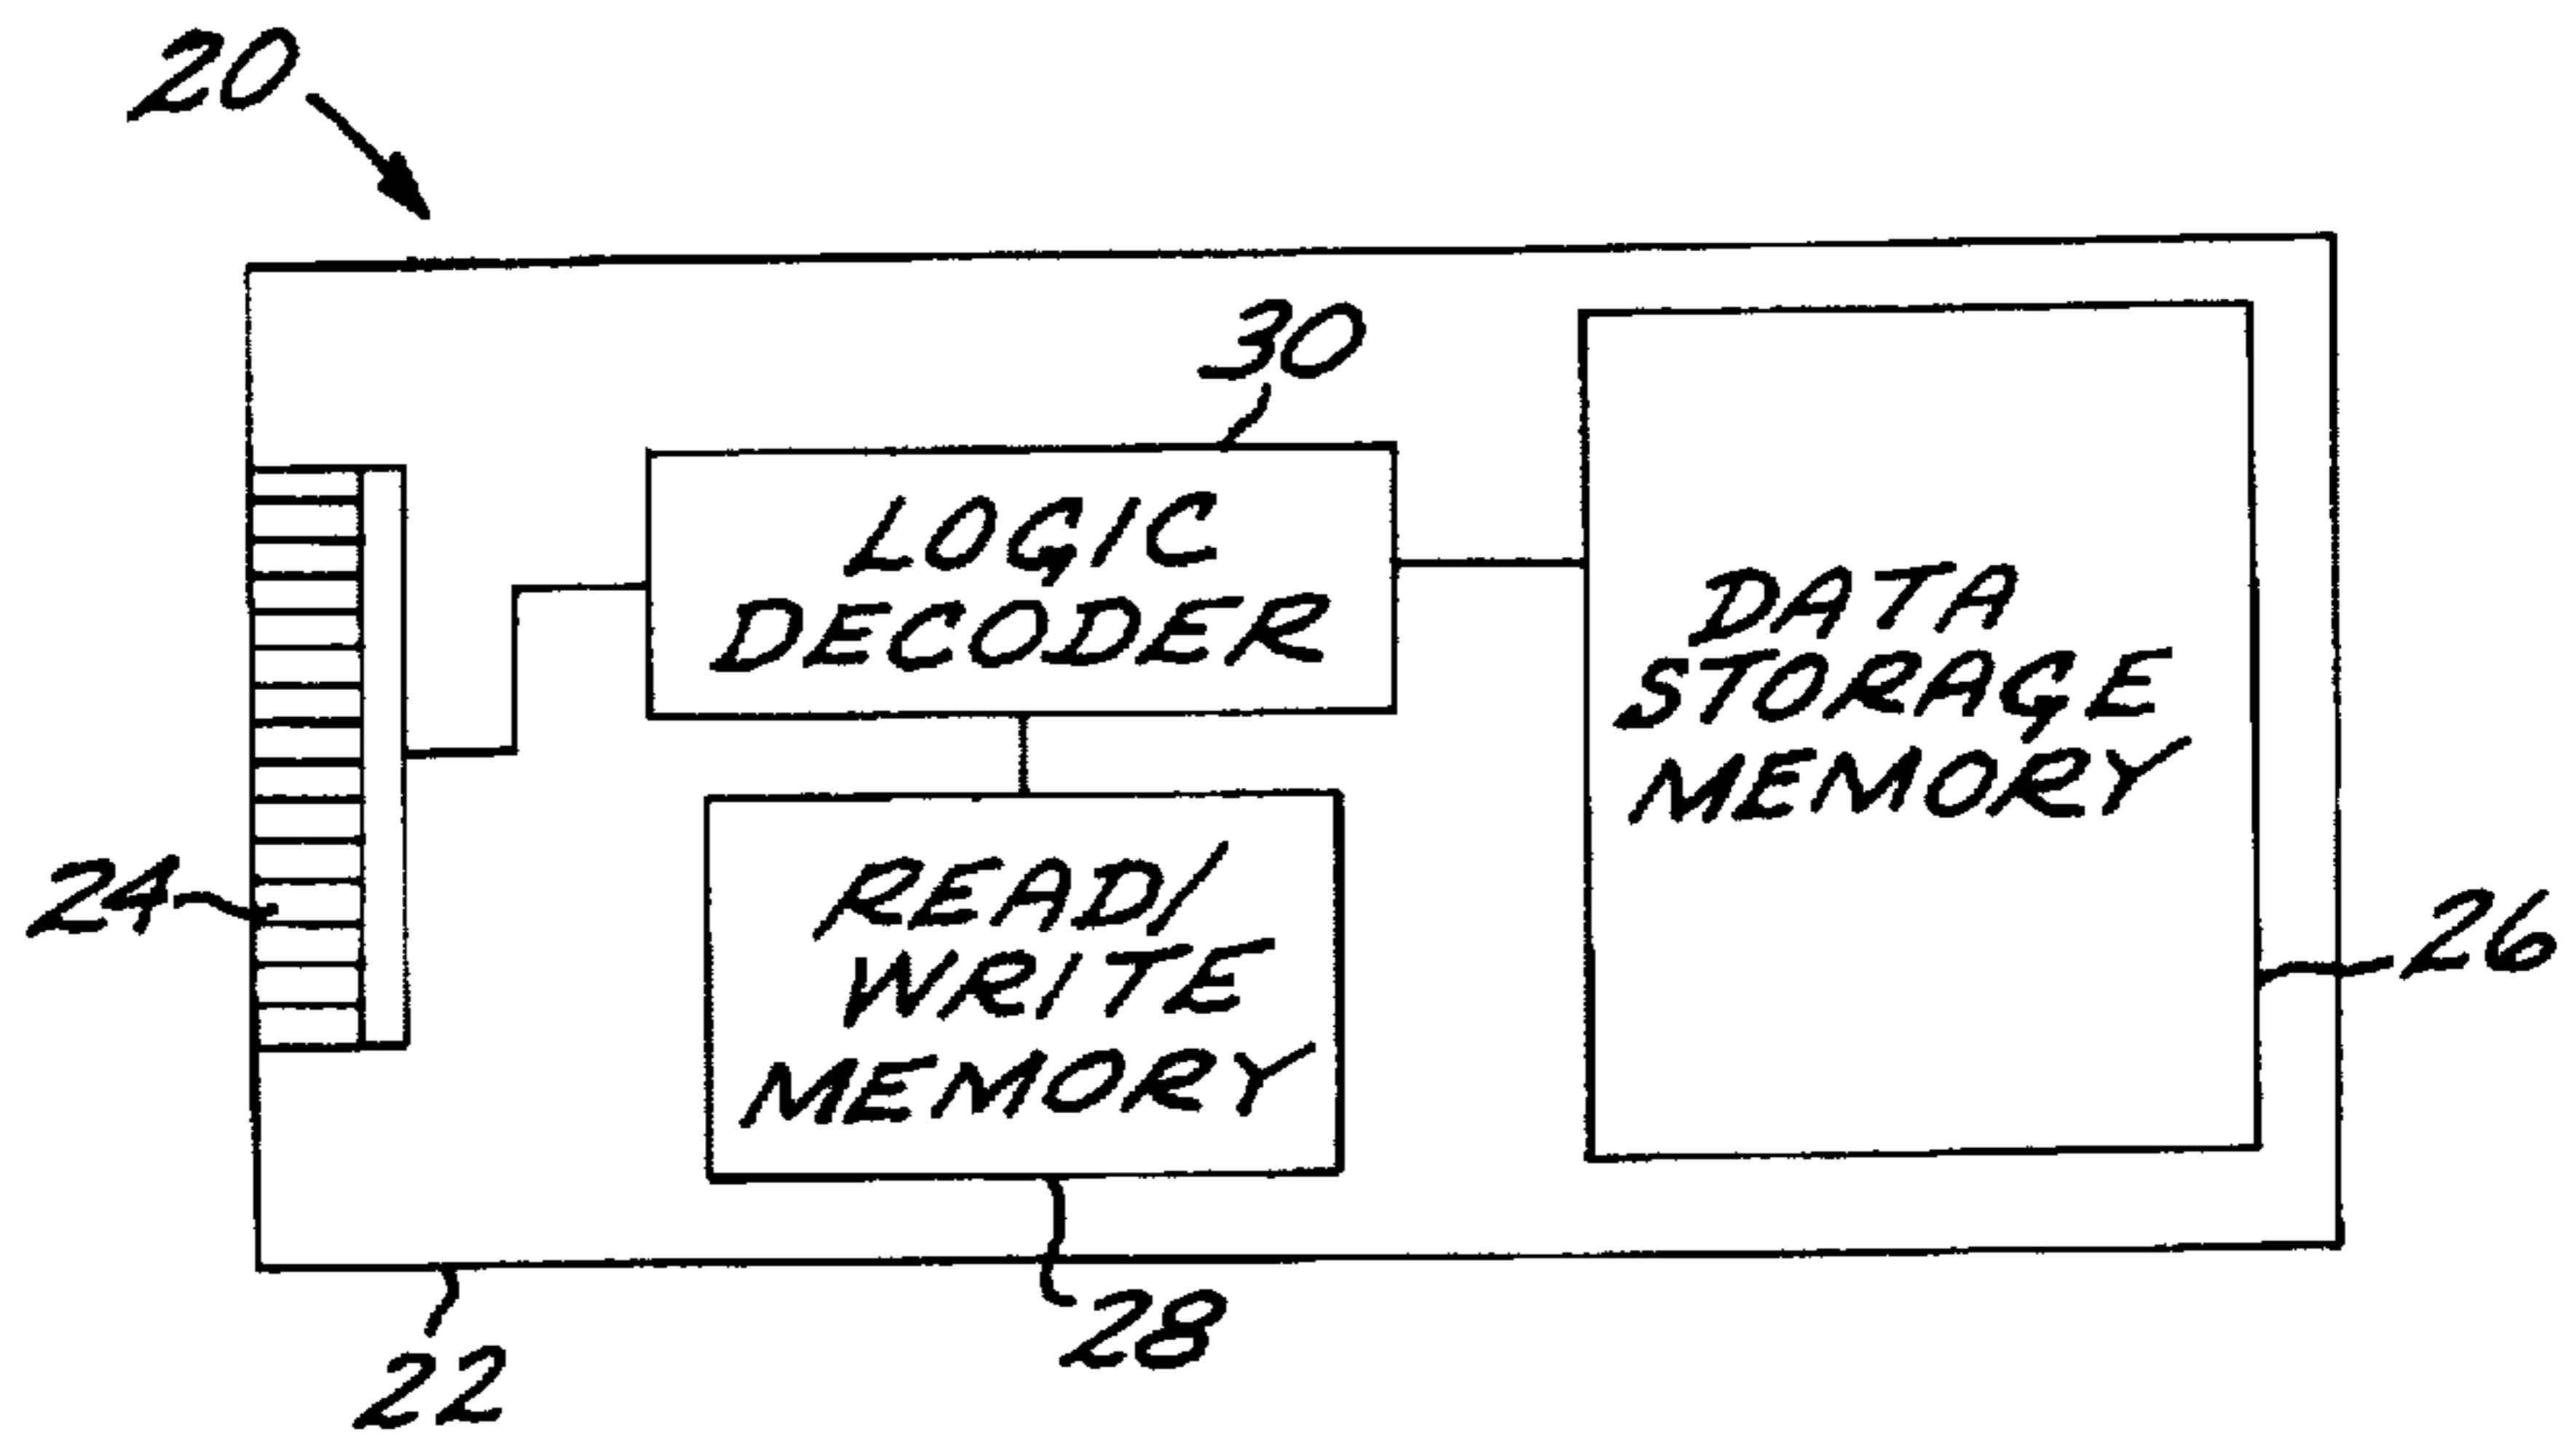 20
30
LOGIC
DECODER
DATA
STORAGE
MEMORY
READ/
WRITE
MEMORY
24
26
28
22